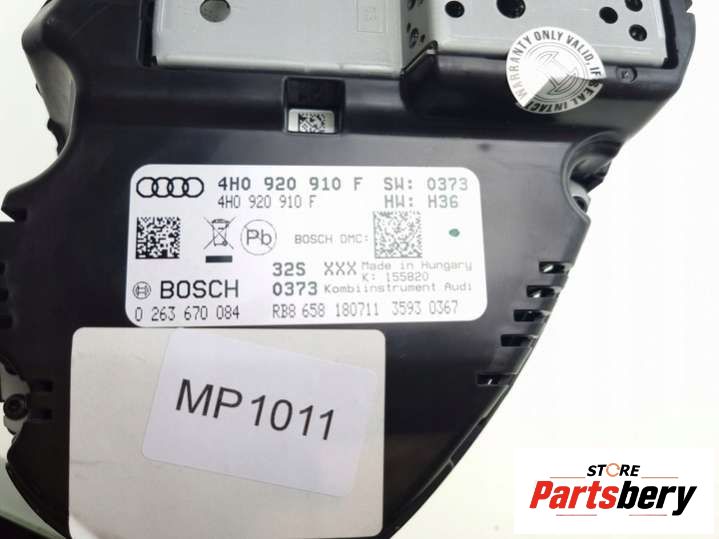 WARRANTY ONLY VALID, IF SEAL INTACT
4H0 920 910 F SW: 0373
4H0 920 910 F HW: H36
Pb BOSCH DMC:
32S XXX Made in Hungary
K: 155820
BOSCH 0373 Kombiinstrument Audi
0 263 670 084 RB8 658 180711 3593 0367
MP1011
STORE
Partsbery